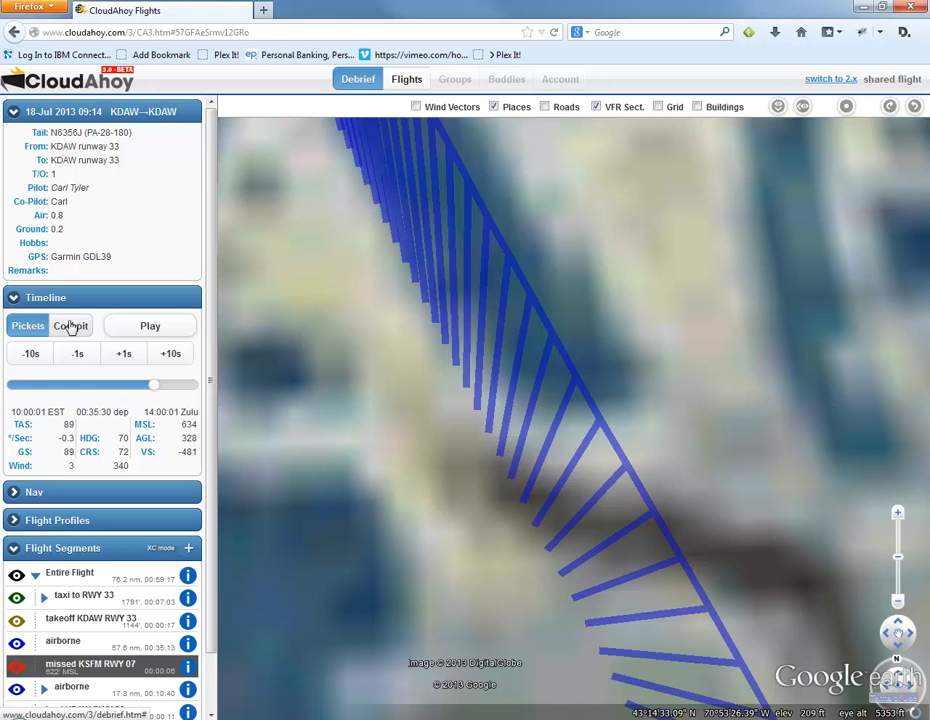 Firefox
CloudAhoy Flights
www.cloudahoy.com/3/CA3.htm#57GFAeSrmv12GRo
Google
Log In to IBM Connect...
Add Bookmark
Plex It!
Personal Banking, Pers...
https://vimeo.com/ho...
> Plex It!
CloudAhoy
3.0 - BETA
Debrief
Flights
Groups
Buddies
Account
switch to 2.x
shared flight
18-Jul 2013 09:14 KDAW→KDAW
Wind Vectors
Places
Roads
VFR Sect.
Grid
Buildings
Tail: N6356J (PA-28-180)
From: KDAW runway 33
To: KDAW runway 33
T/O: 1
Pilot: Carl Tyler
Co-Pilot: Carl
Air: 0.8
Ground: 0.2
Hobbs:
GPS: Garmin GDL39
Remarks:
Timeline
Pickets
Play
-10s
-1s
+1s
+10s
10:00:01 EST 00:35:30 dep 14:00:01 Zulu
TAS: 89 MSL: 634
°/Sec: -0.3 HDG: 70 AGL: 328
GS: 89 CRS: 72 VS: -481
Wind: 3 340
Nav
Flight Profiles
Flight Segments
XC mode
Entire Flight
76.2 nm, 00:59:17
taxi to RWY 33
1791', 00:07:03
takeoff KDAW RWY 33
1144', 00:00:17
airborne
57.6 nm, 00:35:13
missed KSFM RWY 07
622' MSL 00:00:06
airborne
17.3 nm, 00:10:40
www.cloudahoy.com/3/debrief.htm#
N
Image © 2013 DigitalGlobe
© 2013 Google
Google earth
43°14'33.09" N 70°53'26.39" W elev 209 ft eye alt 5353 ft